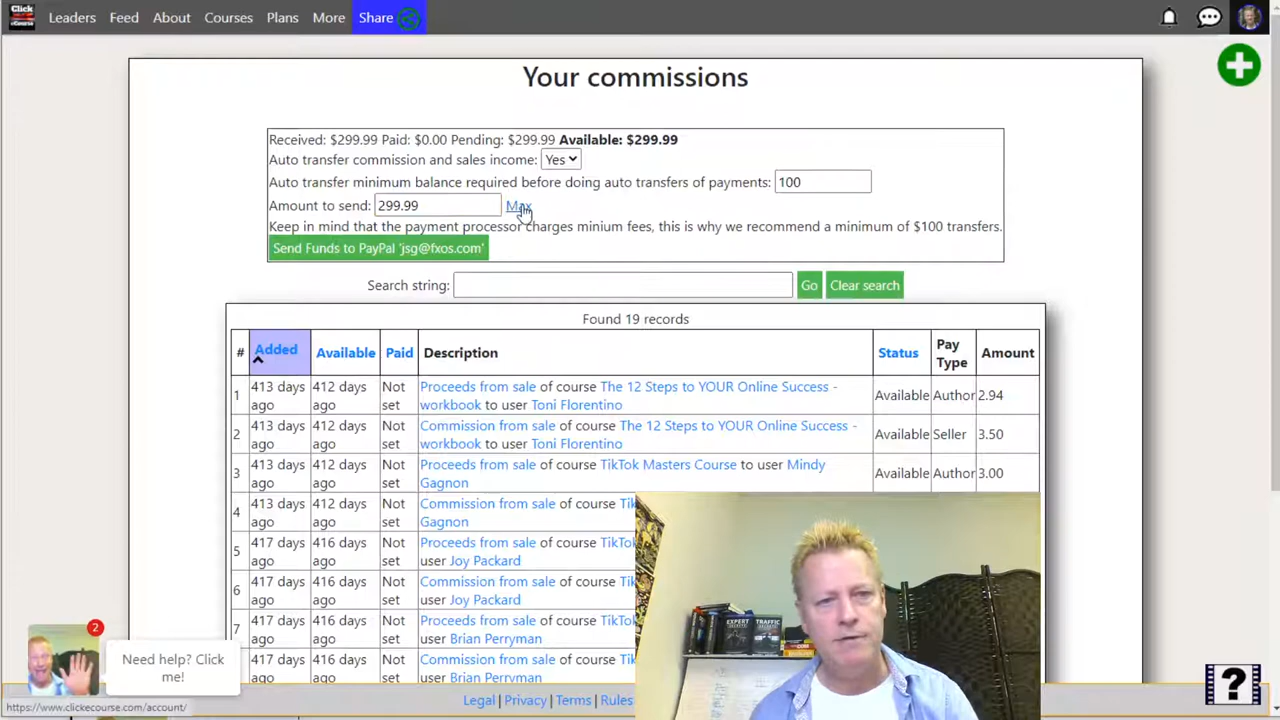 Click
eCourse
Leaders Feed About Courses Plans More Share
Your commissions
Received: $299.99 Paid: $0.00 Pending: $299.99 Available: $299.99
Auto transfer commission and sales income: Yes
Auto transfer minimum balance required before doing auto transfers of payments: 100
Amount to send: 299.99 Max
Keep in mind that the payment processor charges minium fees, this is why we recommend a minimum of $100 transfers.
Send Funds to PayPal 'jsg@fxos.com'
Search string: Go Clear search
Found 19 records
# Added Available Paid Description Status Pay Type Amount
1 413 days ago 412 days ago Not set Proceeds from sale of course The 12 Steps to YOUR Online Success - workbook to user Toni Florentino Available Author 2.94
2 413 days ago 412 days ago Not set Commission from sale of course The 12 Steps to YOUR Online Success - workbook to user Toni Florentino Available Seller 3.50
3 413 days ago 412 days ago Not set Proceeds from sale of course TikTok Masters Course to user Mindy Gagnon Available Author 3.00
4 413 days ago 412 days ago Not set Commission from sale of course Tik Gagnon
5 417 days ago 416 days ago Not set Proceeds from sale of course TikTok user Joy Packard
6 417 days ago 416 days ago Not set Commission from sale of course Tik user Joy Packard
7 417 days ago 416 days ago Not set Proceeds from sale of course TikTok user Brian Perryman
417 days 416 days Not Commission from sale of course Tik
EXPERT SECRETS
TRAFFIC SECRETS
2
Need help? Click me!
?
https://www.clickecourse.com/account/
Legal | Privacy | Terms | Rules